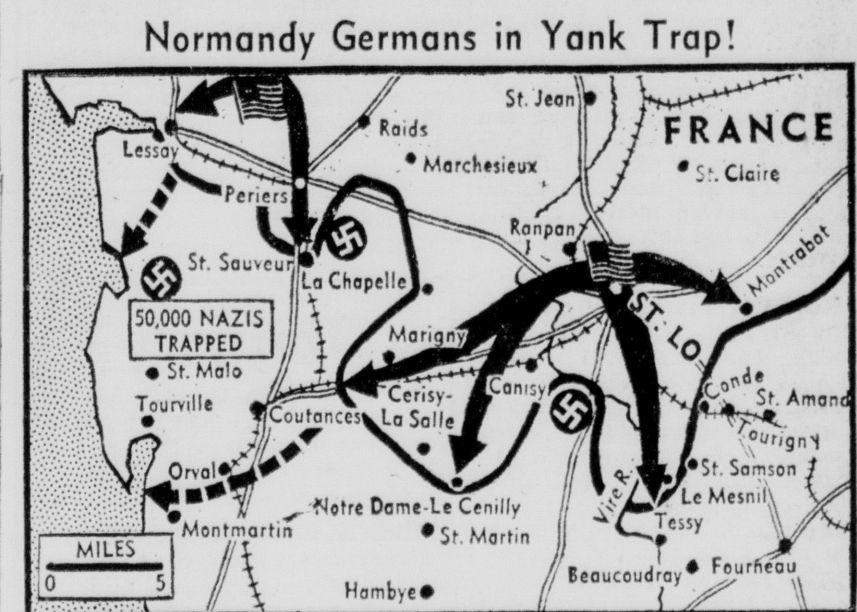 Normandy Germans in Yank Trap!
St. Jean
FRANCE
Raids
Lessay
Marchesieux
St. Claire
Periers
Ranpan
St. Sauveur
La Chapelle
Montrabot
50,000 NAZIS
TRAPPED
ST. LO
Marigny
St. Malo
Cerisy-
La Salle
Canisy
Conde
St. Amand
Tourville
Coutances
Tourigny
Orval
St. Samson
Le Mesnil
Vire R.
Notre Dame-Le Cenilly
Tessy
Montmartin
St. Martin
MILES
0 5
Beaucoudray
Fourneau
Hambye